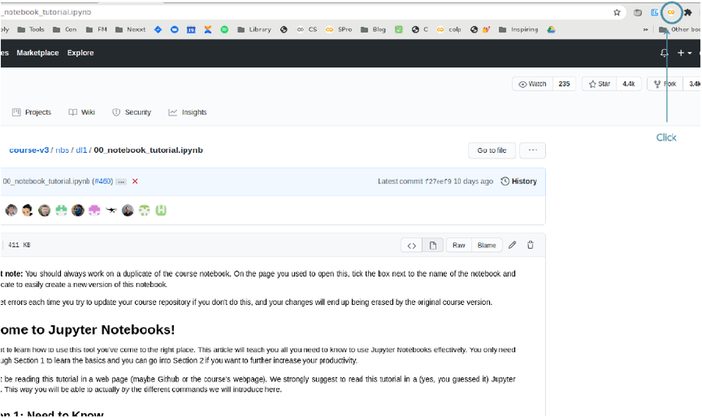 _notebook_tutorial.ipynb
ply Tools Cen FM Nexxt Library CS SPro Blog C colp Inspiring » Other boo
es Marketplace Explore
Watch 235 Star 4.4k Fork 3.4k
Projects Wiki Security Insights
course-v3 / nbs / dl1 / 00_notebook_tutorial.ipynb Go to file ...
Click
00_notebook_tutorial.ipynb (#460) ... Latest commit f27eef9 10 days ago History
411 KB <> Raw Blame
t note: You should always work on a duplicate of the course notebook. On the page you used to open this, tick the box next to the name of the notebook and
cate to easily create a new version of this notebook.
et errors each time you try to update your course repository if you don't do this, and your changes will end up being erased by the original course version.
ome to Jupyter Notebooks!
nt to learn how to use this tool you've come to the right place. This article will teach you all you need to know to use Jupyter Notebooks effectively. You only need
ugh Section 1 to learn the basics and you can go into Section 2 if you want to further increase your productivity.
t be reading this tutorial in a web page (maybe Github or the course's webpage). We strongly suggest to read this tutorial in a (yes, you guessed it) Jupyter
. This way you will be able to actually by the different commands we will introduce here.
on 1: Need to Know